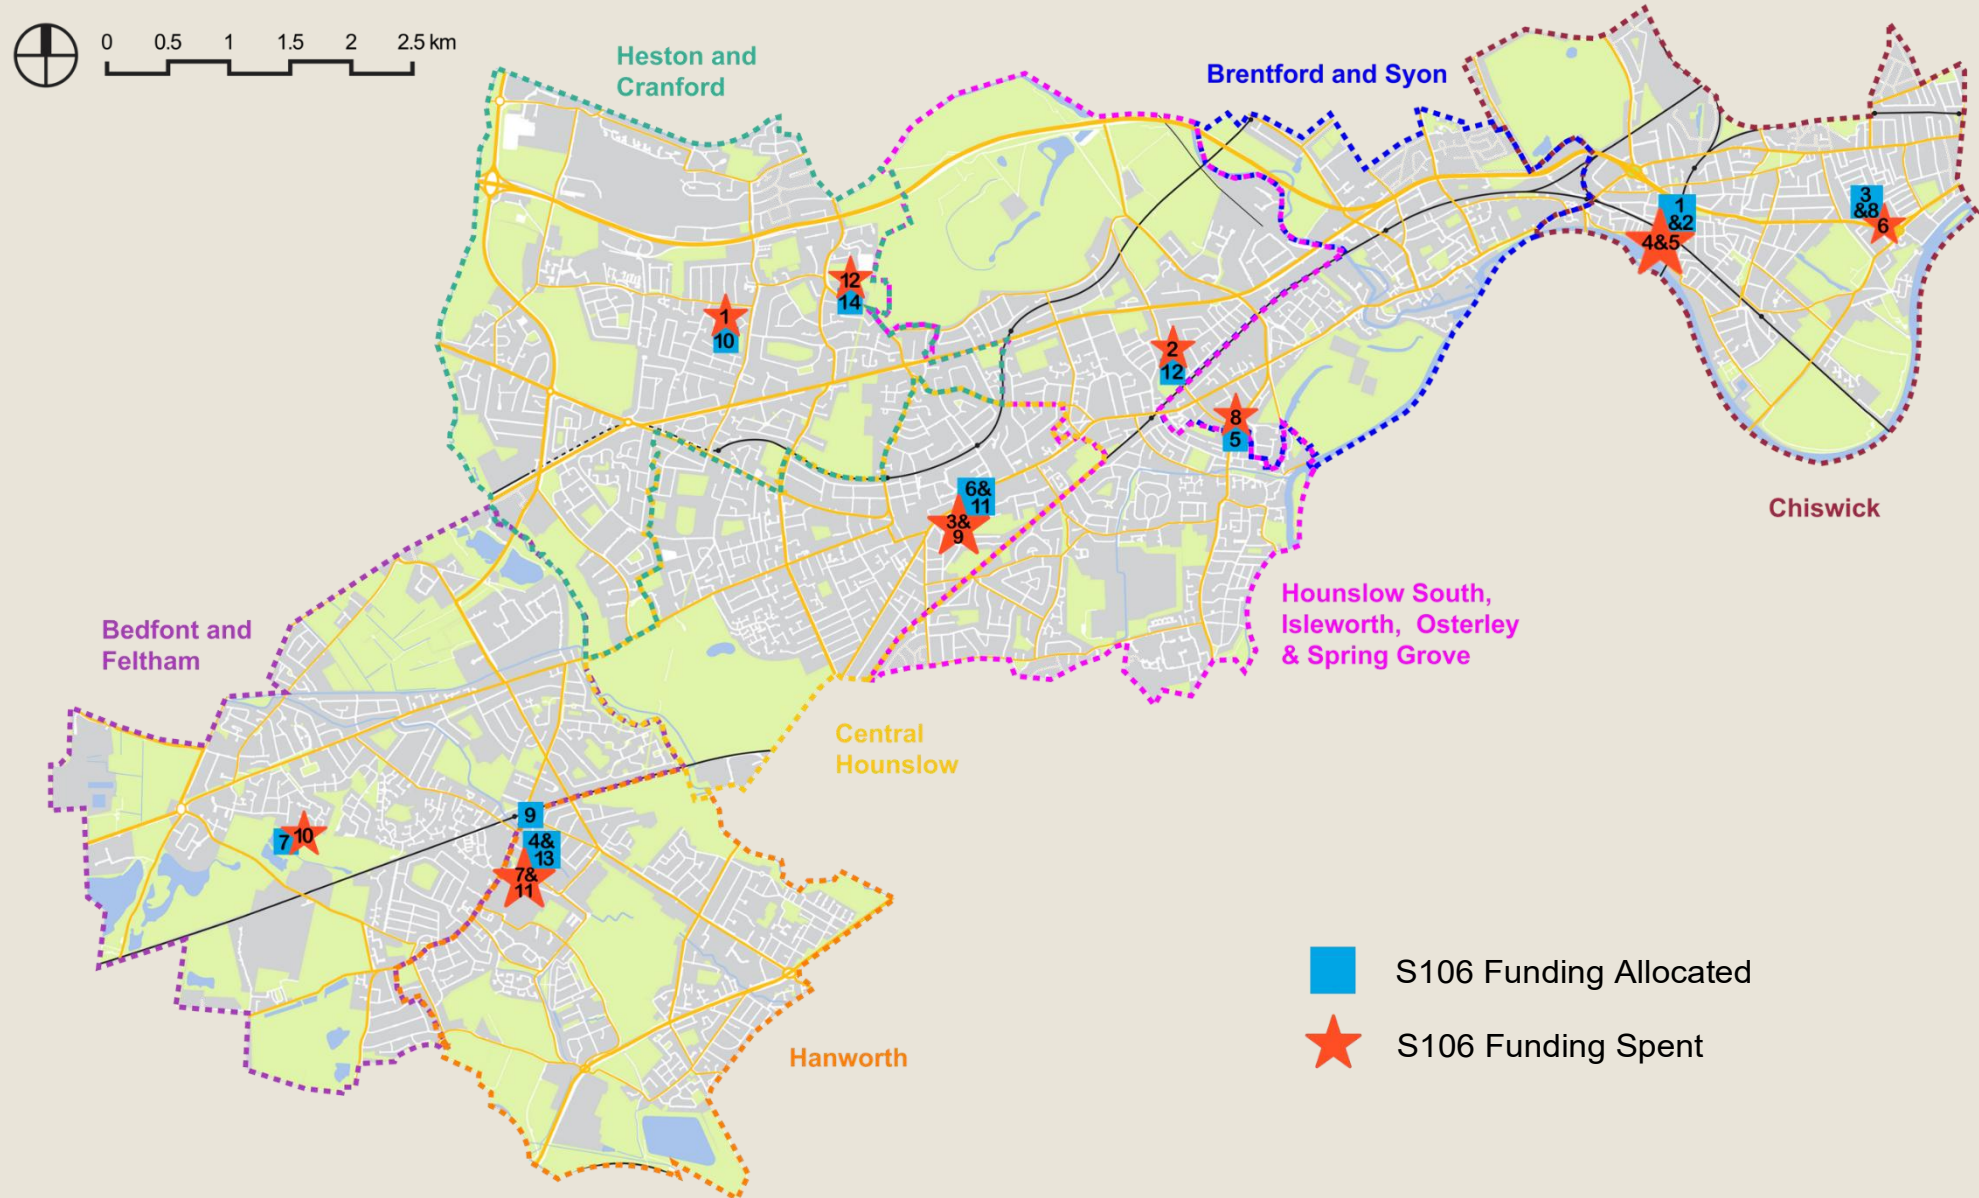 0 0.5 1 1.5 2 2.5 km
Heston and
Cranford
Brentford and Syon
1
&2
4&5
3
&8
6
12
14
1
10
2
12
8
5
6&
11
3&
9
Chiswick
Hounslow South,
Isleworth, Osterley
& Spring Grove
Bedfont and
Feltham
Central
Hounslow
9
4&
13
7&
11
7
10
Hanworth
S106 Funding Allocated
S106 Funding Spent